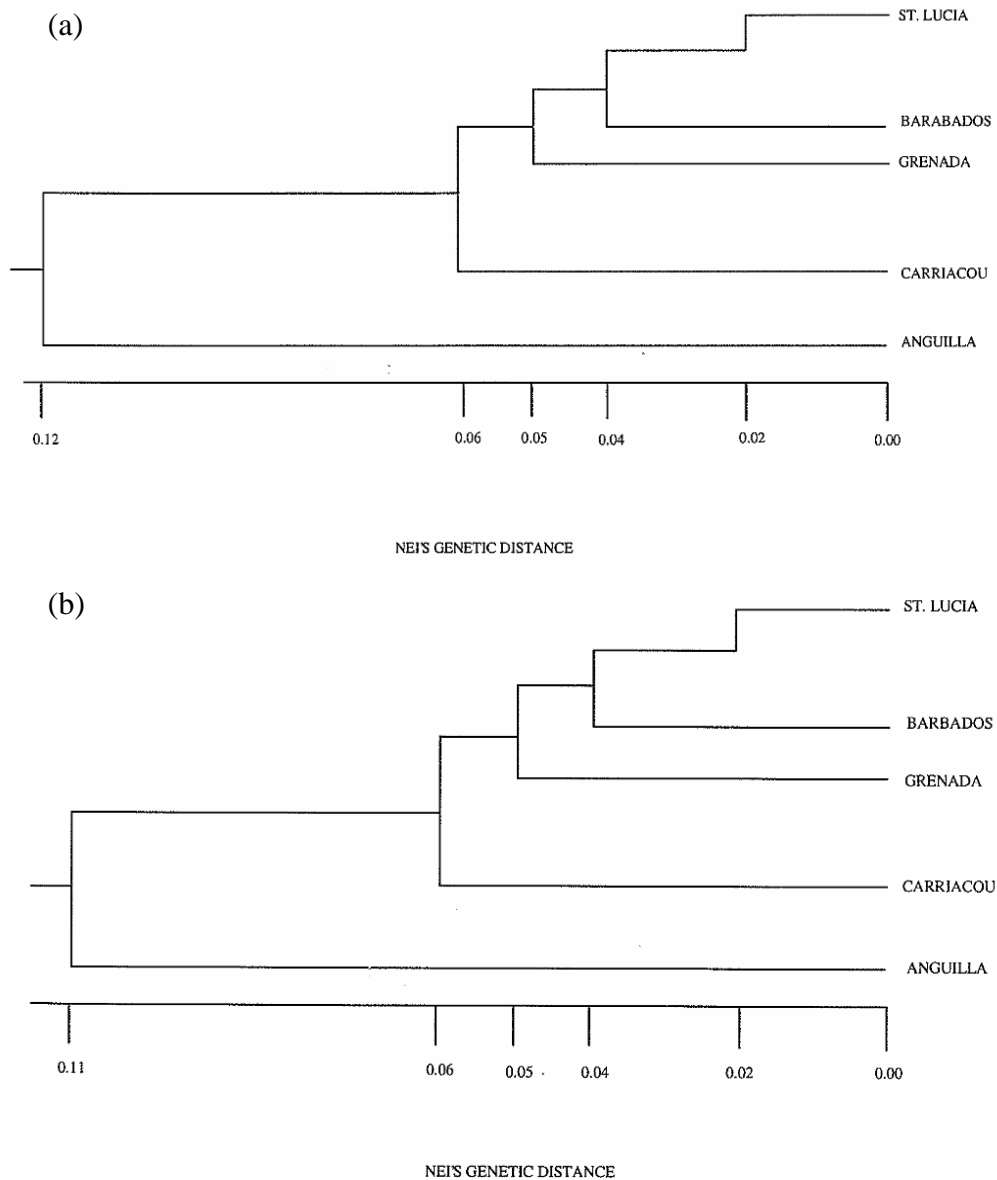 (a)
ST. LUCIA
BARABADOS
GRENADA
CARRIACOU
ANGUILLA
0.12 0.06 0.05 0.04 0.02 0.00
NEI'S GENETIC DISTANCE
(b)
ST. LUCIA
BARBADOS
GRENADA
CARRIACOU
ANGUILLA
0.11 0.06 0.05 0.04 0.02 0.00
NEI'S GENETIC DISTANCE